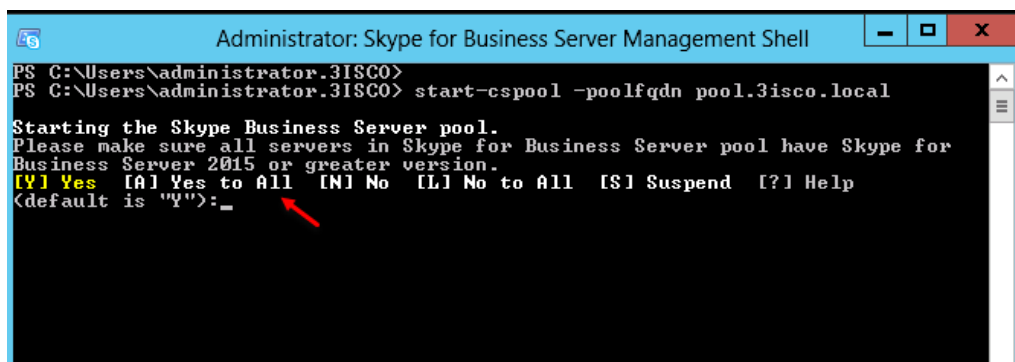 Administrator: Skype for Business Server Management Shell
PS C:\Users\administrator.3ISCO>
PS C:\Users\administrator.3ISCO> start-cspool -poolfqdn pool.3isco.local
Starting the Skype Business Server pool.
Please make sure all servers in Skype for Business Server pool have Skype for
Business Server 2015 or greater version.
[Y] Yes  [A] Yes to All  [N] No  [L] No to All  [S] Suspend  [?] Help
(default is "Y"):_